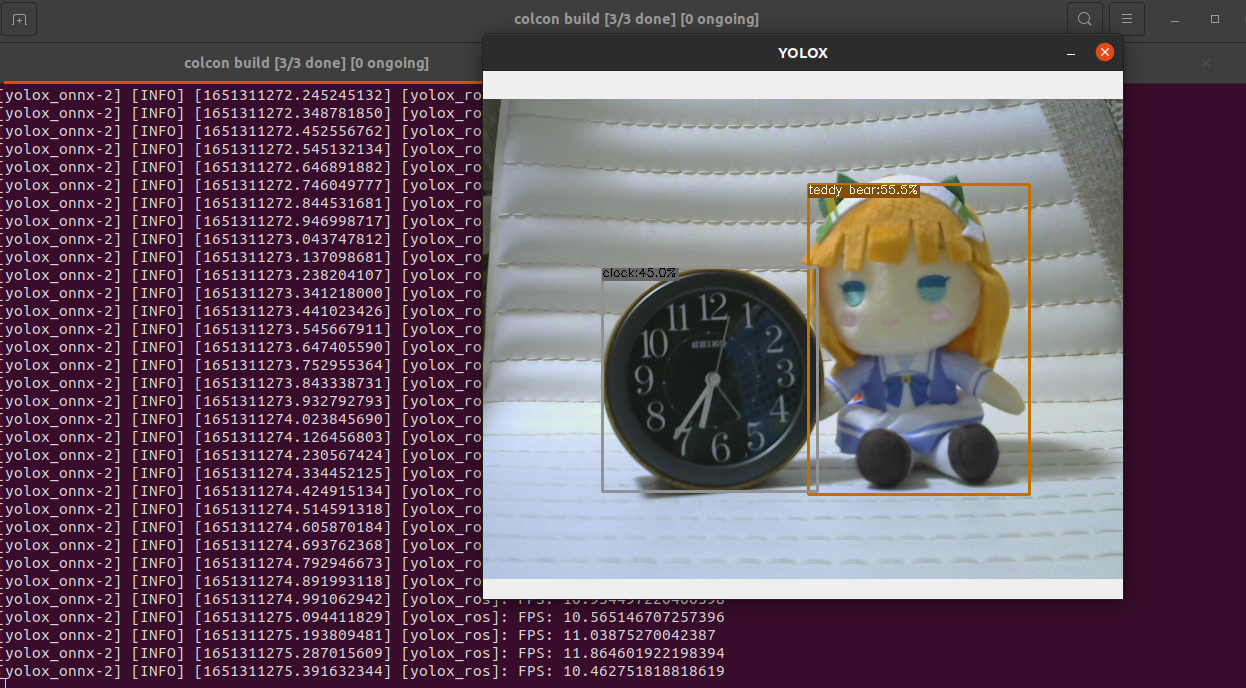 colcon build [3/3 done] [0 ongoing]
colcon build [3/3 done] [0 ongoing]
YOLOX
[yolox_onnx-2] [INFO] [1651311272.245245132] [yolox_ro
[yolox_onnx-2] [INFO] [1651311272.348781850] [yolox_ro
[yolox_onnx-2] [INFO] [1651311272.452556762] [yolox_ro
[yolox_onnx-2] [INFO] [1651311272.545132134] [yolox_ro
[yolox_onnx-2] [INFO] [1651311272.646891882] [yolox_ro
[yolox_onnx-2] [INFO] [1651311272.746049777] [yolox_ro
[yolox_onnx-2] [INFO] [1651311272.844531681] [yolox_ro
[yolox_onnx-2] [INFO] [1651311272.946998717] [yolox_ro
[yolox_onnx-2] [INFO] [1651311273.043747812] [yolox_ro
[yolox_onnx-2] [INFO] [1651311273.137098681] [yolox_ro
[yolox_onnx-2] [INFO] [1651311273.238204107] [yolox_ro
[yolox_onnx-2] [INFO] [1651311273.341218000] [yolox_ro
[yolox_onnx-2] [INFO] [1651311273.441023426] [yolox_ro
[yolox_onnx-2] [INFO] [1651311273.545667911] [yolox_ro
[yolox_onnx-2] [INFO] [1651311273.647405590] [yolox_ro
[yolox_onnx-2] [INFO] [1651311273.752955364] [yolox_ro
[yolox_onnx-2] [INFO] [1651311273.843338731] [yolox_ro
[yolox_onnx-2] [INFO] [1651311273.932792793] [yolox_ro
[yolox_onnx-2] [INFO] [1651311274.023845690] [yolox_ro
[yolox_onnx-2] [INFO] [1651311274.126456803] [yolox_ro
[yolox_onnx-2] [INFO] [1651311274.230567424] [yolox_ro
[yolox_onnx-2] [INFO] [1651311274.334452125] [yolox_ro
[yolox_onnx-2] [INFO] [1651311274.424915134] [yolox_ro
[yolox_onnx-2] [INFO] [1651311274.514591318] [yolox_ro
[yolox_onnx-2] [INFO] [1651311274.605870184] [yolox_ro
[yolox_onnx-2] [INFO] [1651311274.693762368] [yolox_ro
[yolox_onnx-2] [INFO] [1651311274.792946673] [yolox_ro
[yolox_onnx-2] [INFO] [1651311274.891993118] [yolox_ro
[yolox_onnx-2] [INFO] [1651311274.991062942] [yolox_ros]: FPS:
[yolox_onnx-2] [INFO] [1651311275.094411829] [yolox_ros]: FPS: 10.565146707257396
[yolox_onnx-2] [INFO] [1651311275.193809481] [yolox_ros]: FPS: 11.03875270042387
[yolox_onnx-2] [INFO] [1651311275.287015609] [yolox_ros]: FPS: 11.864601922198394
[yolox_onnx-2] [INFO] [1651311275.391632344] [yolox_ros]: FPS: 10.462751818818619
teddy bear:55.5%
clock:45.0%
12
11 1
10 2
SEIKO
9 3
8 4
7 6 5